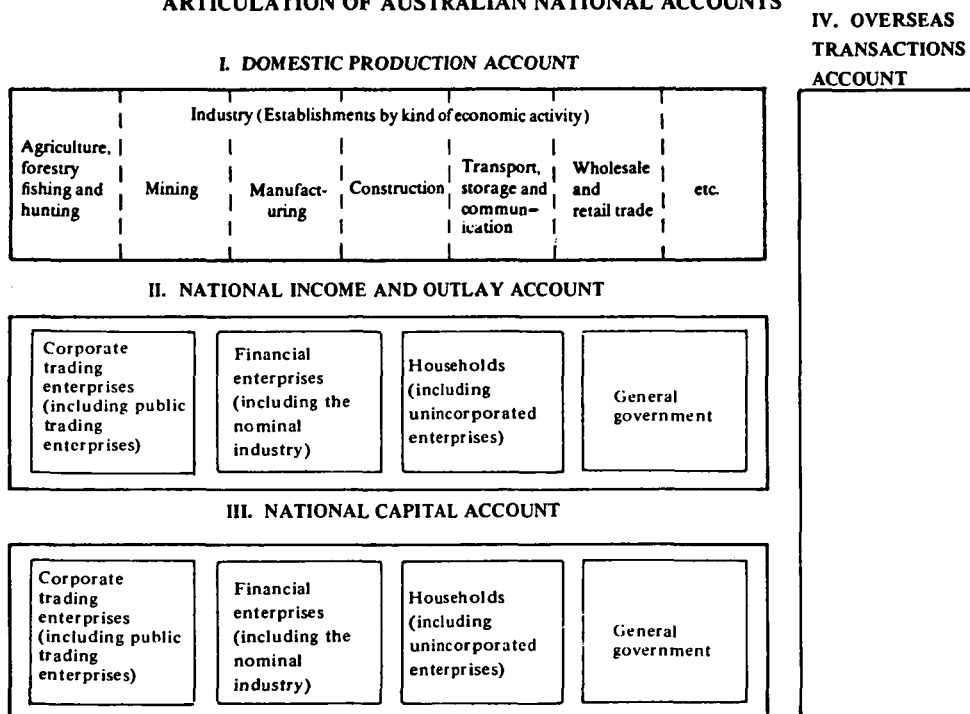 ARTICULATION OF AUSTRALIAN NATIONAL ACCOUNTS
IV. OVERSEAS
TRANSACTIONS
ACCOUNT
I. DOMESTIC PRODUCTION ACCOUNT
Industry (Establishments by kind of economic activity)
Agriculture,
forestry
fishing and
hunting
Mining
Manufact-
uring
Construction
Transport,
storage and
commun-
ication
Wholesale
and
retail trade
etc.
II. NATIONAL INCOME AND OUTLAY ACCOUNT
Corporate
trading
enterprises
(including public
trading
enterprises)
Financial
enterprises
(including the
nominal
industry)
Households
(including
unincorporated
enterprises)
General
government
III. NATIONAL CAPITAL ACCOUNT
Corporate
trading
enterprises
(including public
trading
enterprises)
Financial
enterprises
(including the
nominal
industry)
Households
(including
unincorporated
enterprises)
General
government